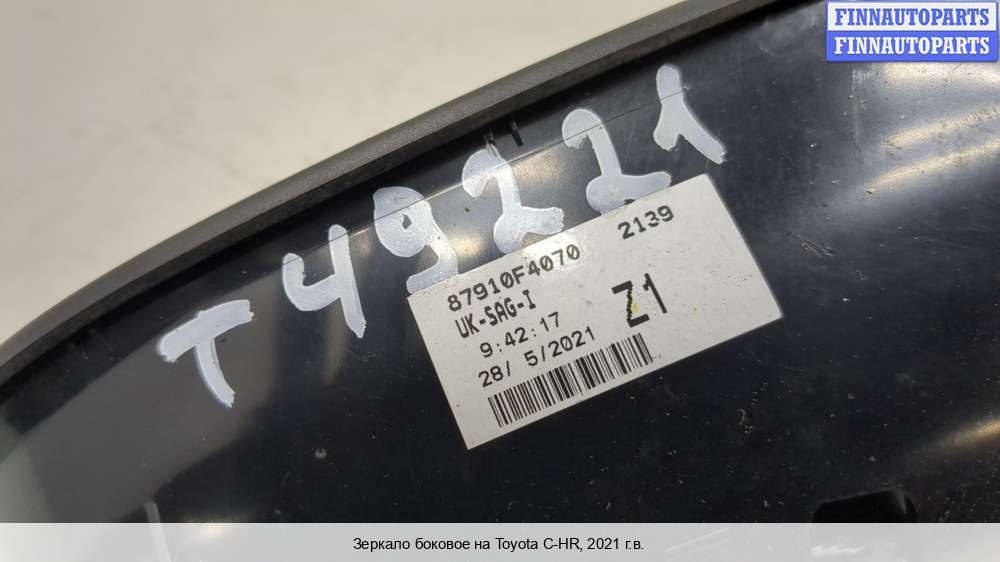 FINNAUTOPARTS
FINNAUTOPARTS
T49221
87910F4070 2139
UK-SAG-I
Z1
9:42:17
28/ 5/2021
Зеркало боковое на Toyota C-HR, 2021 г.в.